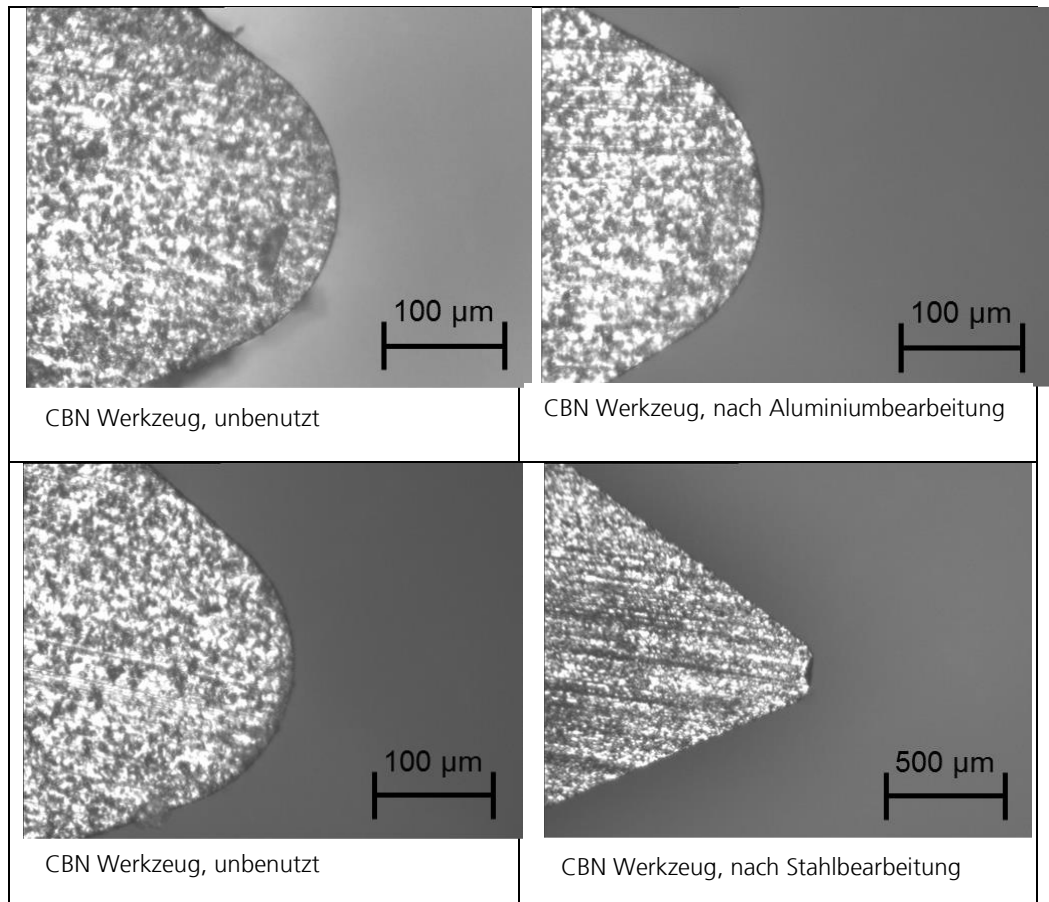 100 µm
100 µm
CBN Werkzeug, unbenutzt
CBN Werkzeug, nach Aluminiumbearbeitung
100 µm
500 µm
CBN Werkzeug, unbenutzt
CBN Werkzeug, nach Stahlbearbeitung